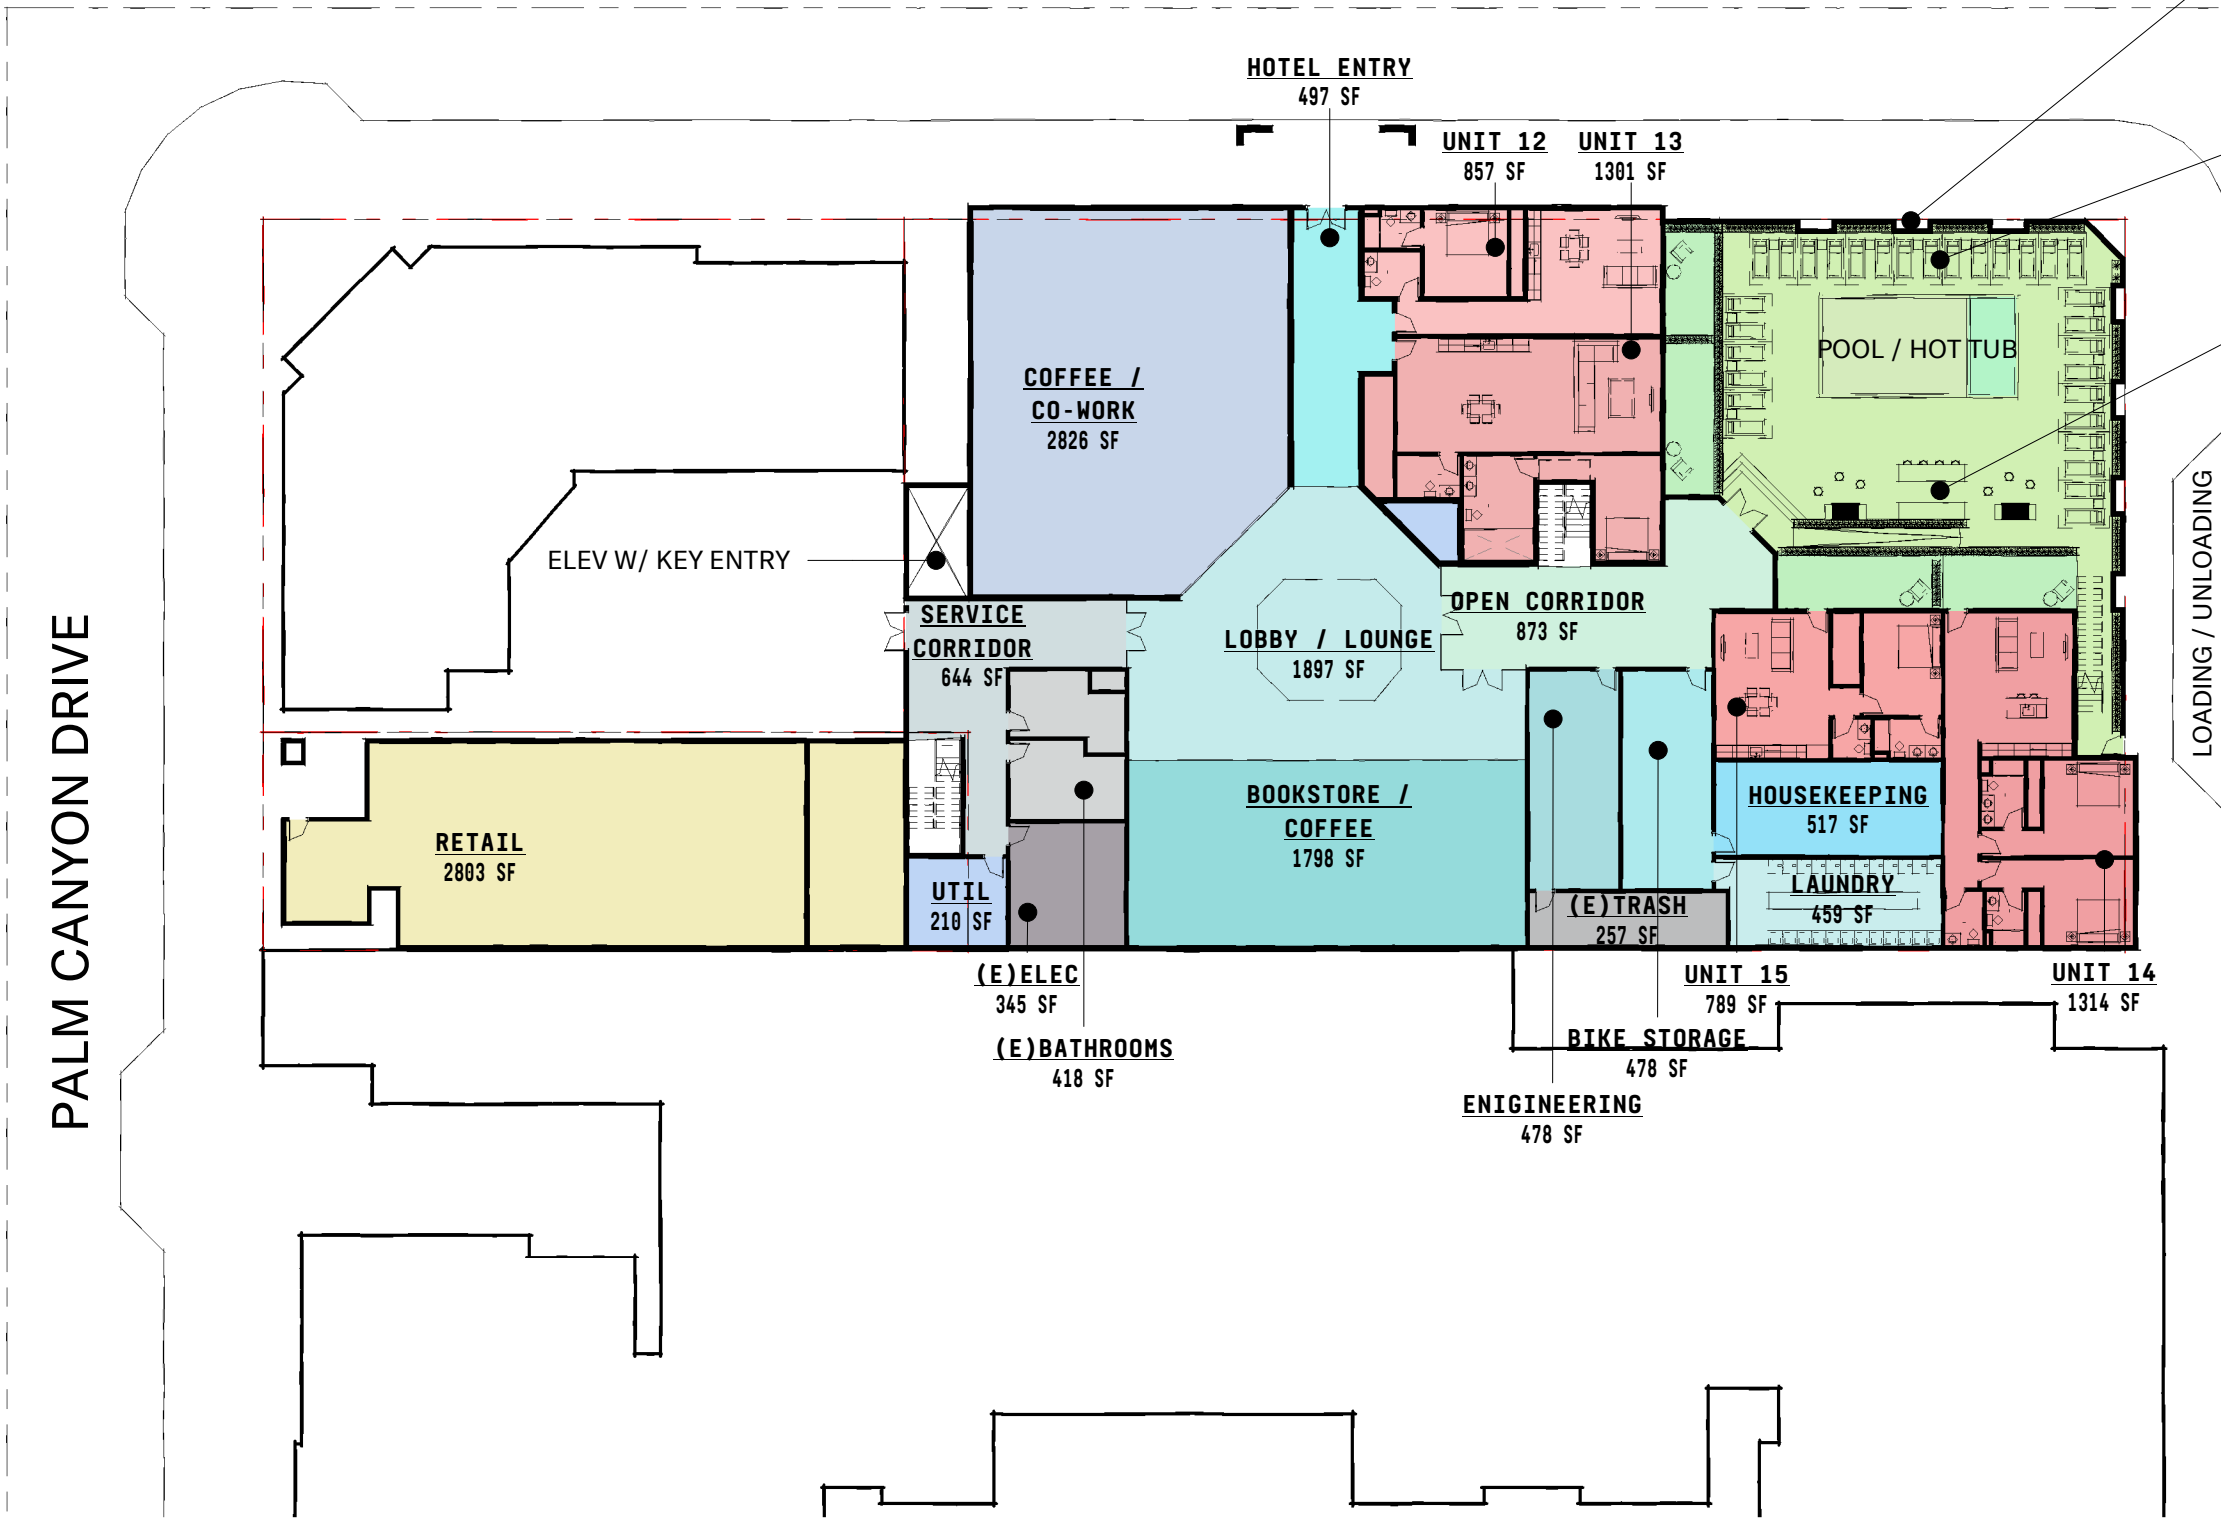 HOTEL ENTRY
497 SF
UNIT 12
857 SF
UNIT 13
1301 SF
COFFEE /
CO-WORK
2826 SF
POOL / HOT TUB
ELEV W/ KEY ENTRY
SERVICE
CORRIDOR
644 SF
LOBBY / LOUNGE
1897 SF
OPEN CORRIDOR
873 SF
LOADING / UNLOADING
PALM CANYON DRIVE
RETAIL
2803 SF
BOOKSTORE /
COFFEE
1798 SF
HOUSEKEEPING
517 SF
UTIL
210 SF
(E)TRASH
257 SF
LAUNDRY
459 SF
(E)ELEC
345 SF
UNIT 15
789 SF
UNIT 14
1314 SF
(E)BATHROOMS
418 SF
BIKE STORAGE
478 SF
ENIGINEERING
478 SF